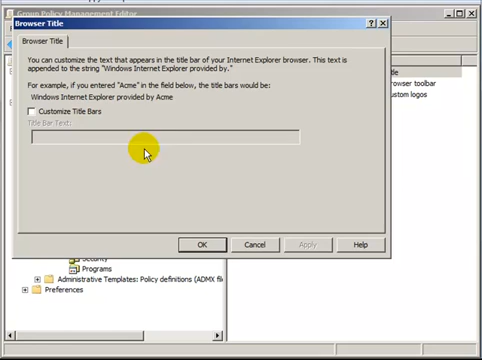 Group Policy Management Editor
Browser Title
Browser Title
You can customize the text that appears in the title bar of your Internet Explorer browser. This text is
appended to the string "Windows Internet Explorer provided by."
For example, if you entered "Acme" in the field below, the title bars would be:
Windows Internet Explorer provided by Acme
Customize Title Bars
Title Bar Text:
OK
Cancel
Apply
Help
title
owser toolbar
ustom logos
Security
Programs
Administrative Templates: Policy definitions (ADMX file
Preferences